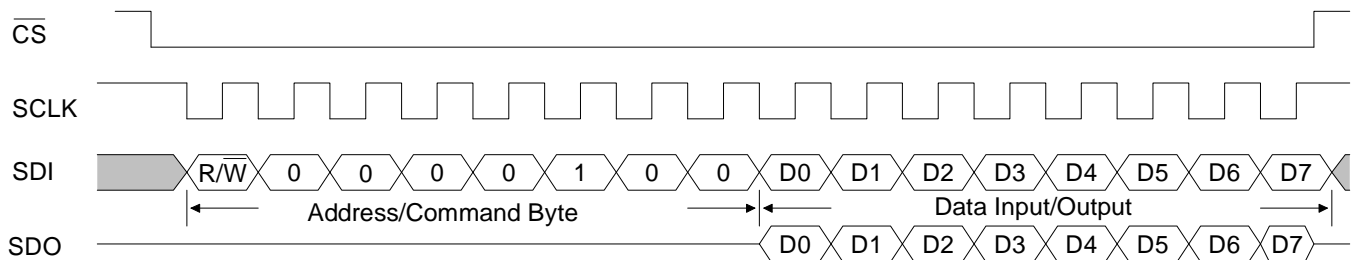 C̅S̅
SCLK
SDI R/W̅ 0 0 0 0 1 0 0 D0 D1 D2 D3 D4 D5 D6 D7
Address/Command Byte Data Input/Output
SDO D0 D1 D2 D3 D4 D5 D6 D7